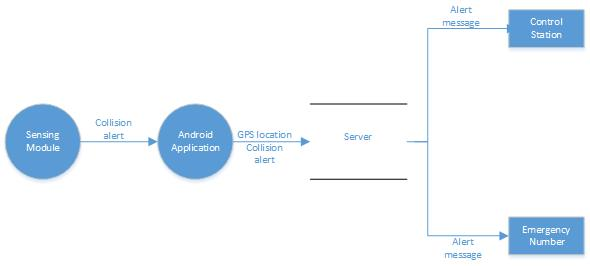 Alert
message
Control
Station
Sensing
Module
Collision
alert
Android
Application
GPS location
Collision
alert
Server
Alert
message
Emergency
Number